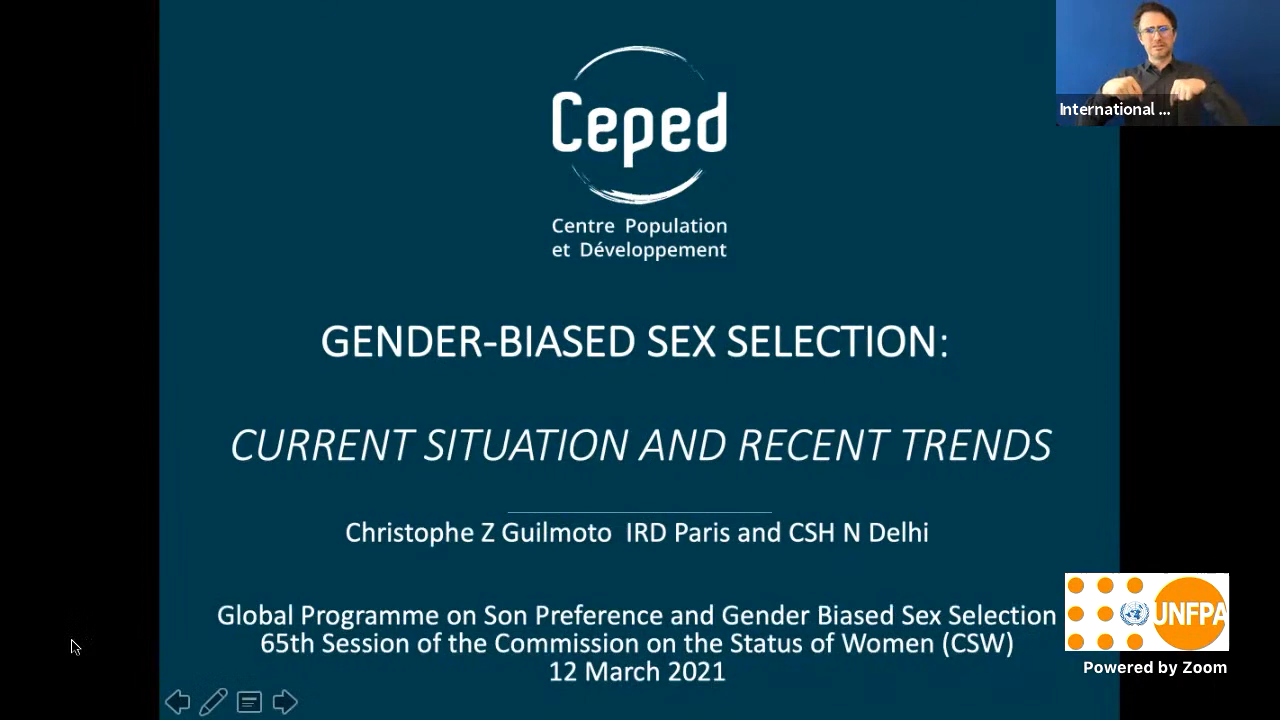 Ceped
Centre Population
et Développement
International ...
GENDER-BIASED SEX SELECTION:
CURRENT SITUATION AND RECENT TRENDS
Christophe Z Guilmoto IRD Paris and CSH N Delhi
Global Programme on Son Preference and Gender Biased Sex Selection
65th Session of the Commission on the Status of Women (CSW)
12 March 2021
UNFPA
Powered by Zoom